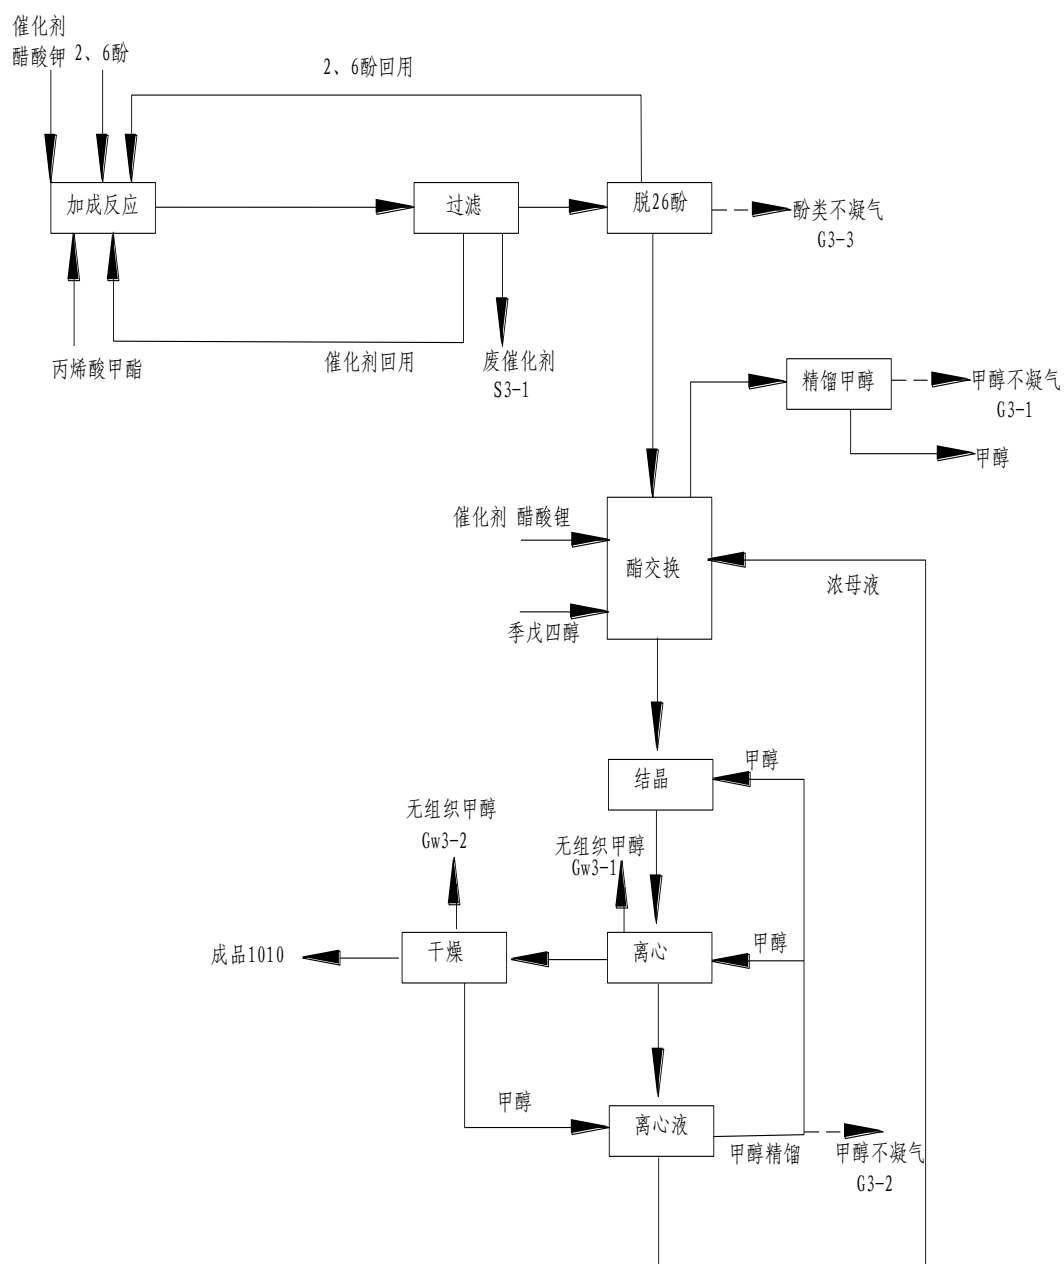 催化剂
醋酸钾
2、6酚
2、6酚回用
加成反应
过滤
脱26酚
酚类不凝气
G3-3
丙烯酸甲酯
催化剂回用
废催化剂
S3-1
精馏甲醇
甲醇不凝气
G3-1
甲醇
催化剂 醋酸锂
酯交换
浓母液
季戊四醇
结晶
甲醇
无组织甲醇
Gw3-2
无组织甲醇
Gw3-1
成品1010
干燥
离心
甲醇
甲醇
离心液
甲醇精馏
甲醇不凝气
G3-2